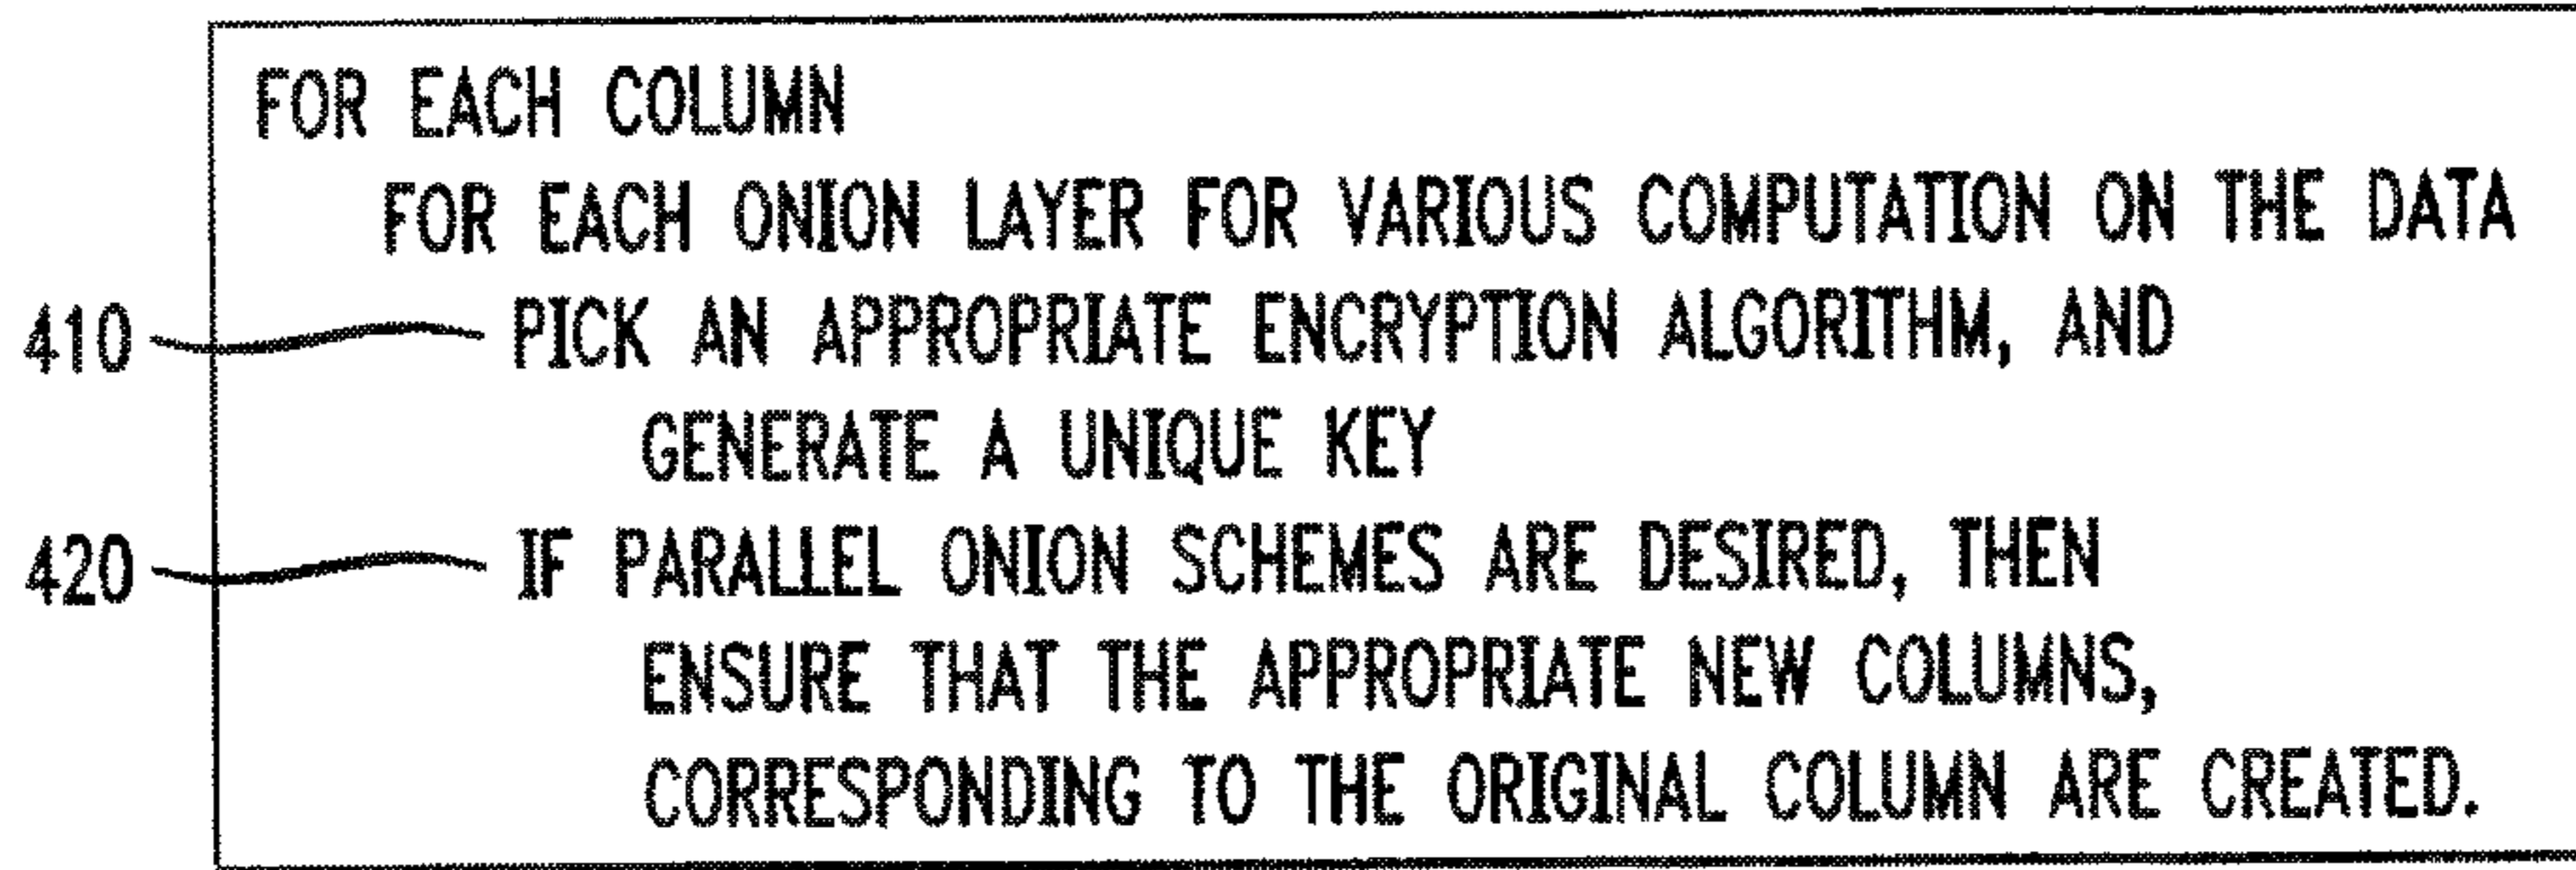 FOR EACH COLUMN
FOR EACH ONION LAYER FOR VARIOUS COMPUTATION ON THE DATA
410 PICK AN APPROPRIATE ENCRYPTION ALGORITHM, AND
GENERATE A UNIQUE KEY
420 IF PARALLEL ONION SCHEMES ARE DESIRED, THEN
ENSURE THAT THE APPROPRIATE NEW COLUMNS,
CORRESPONDING TO THE ORIGINAL COLUMN ARE CREATED.